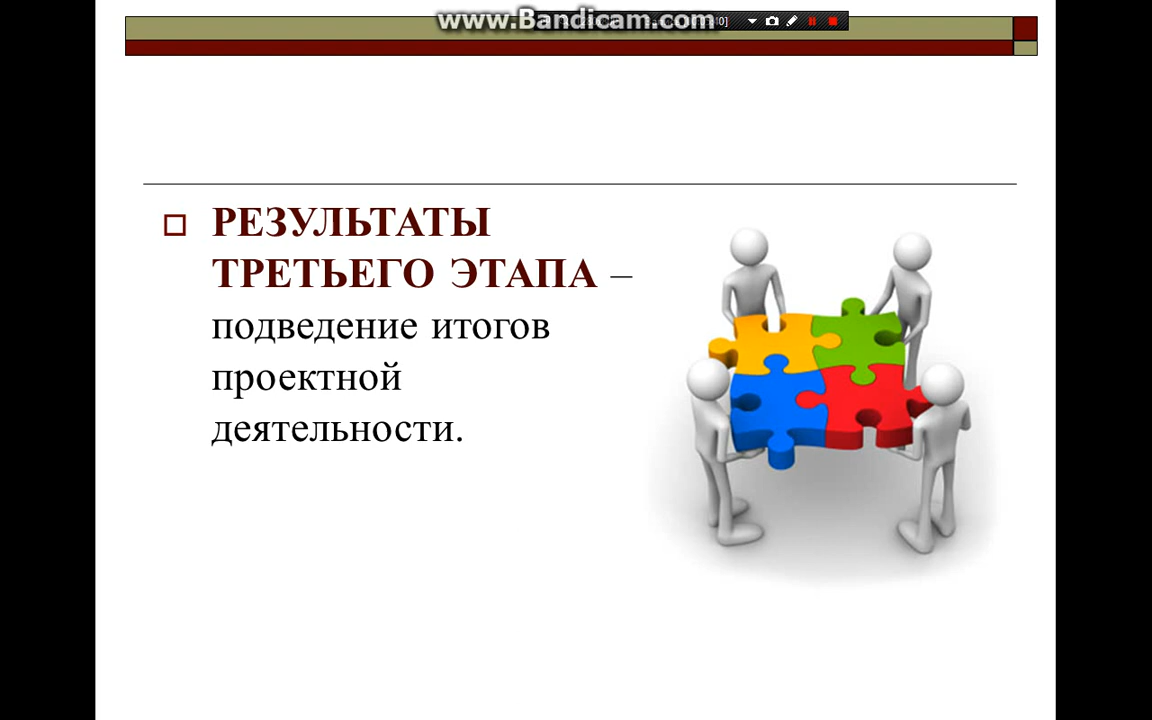 www.Bandicam.com
РЕЗУЛЬТАТЫ
ТРЕТЬЕГО ЭТАПА –
подведение итогов
проектной
деятельности.